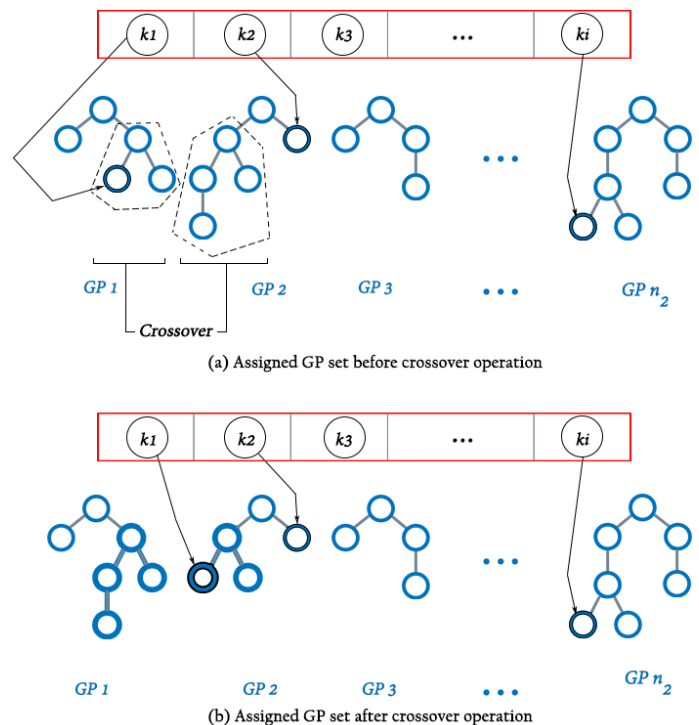 k1 k2 k3 ... ki
GP 1 GP 2 GP 3 ... GP n2
Crossover
(a) Assigned GP set before crossover operation
k1 k2 k3 ... ki
GP 1 GP 2 GP 3 ... GP n2
(b) Assigned GP set after crossover operation